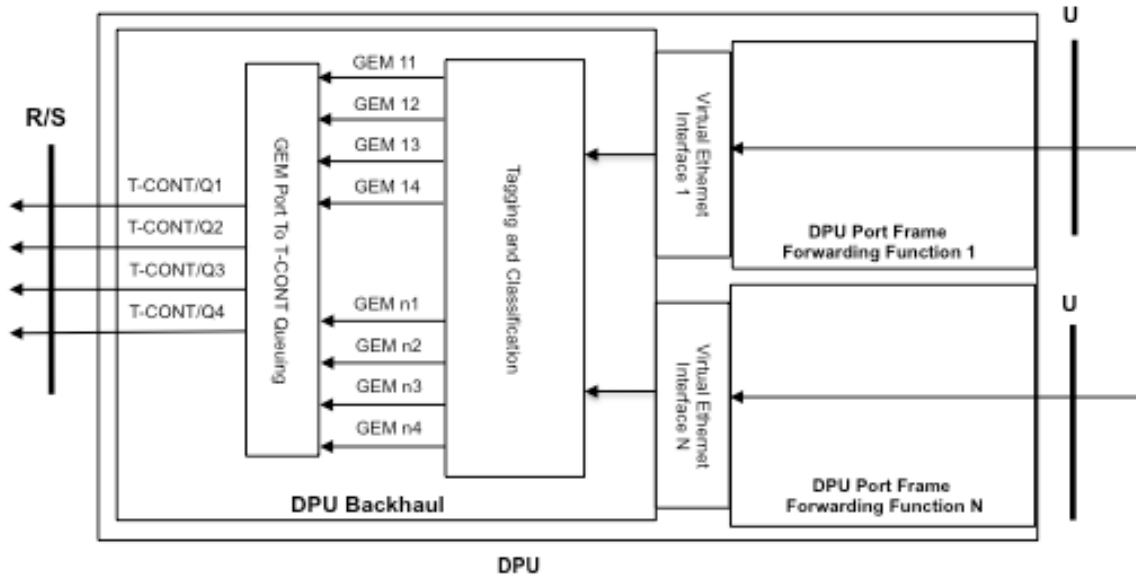 U
R/S
T-CONT/Q1
T-CONT/Q2
T-CONT/Q3
T-CONT/Q4
GEM Port To T-CONT Queuing
GEM 11
GEM 12
GEM 13
GEM 14
GEM n1
GEM n2
GEM n3
GEM n4
Tagging and Classification
Virtual Ethernet
Interface 1
DPU Port Frame
Forwarding Function 1
U
Virtual Ethernet
Interface N
DPU Port Frame
Forwarding Function N
DPU Backhaul
DPU